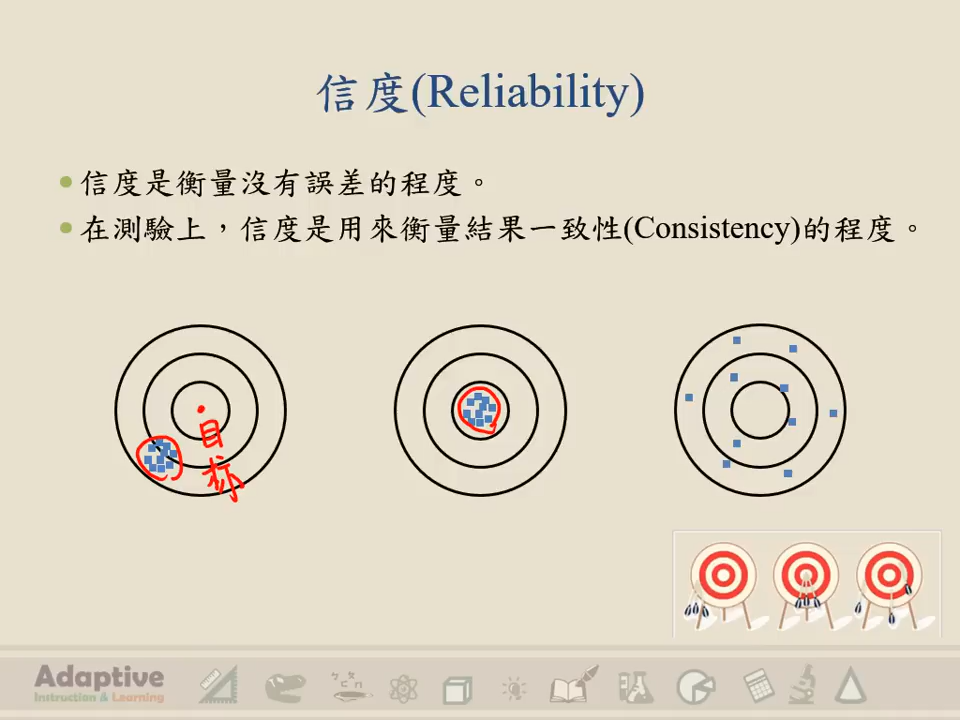 信度(Reliability)
信度是衡量沒有誤差的程度。
在測驗上，信度是用來衡量結果一致性(Consistency)的程度。
目
标
Adaptive
Instruction & Learning